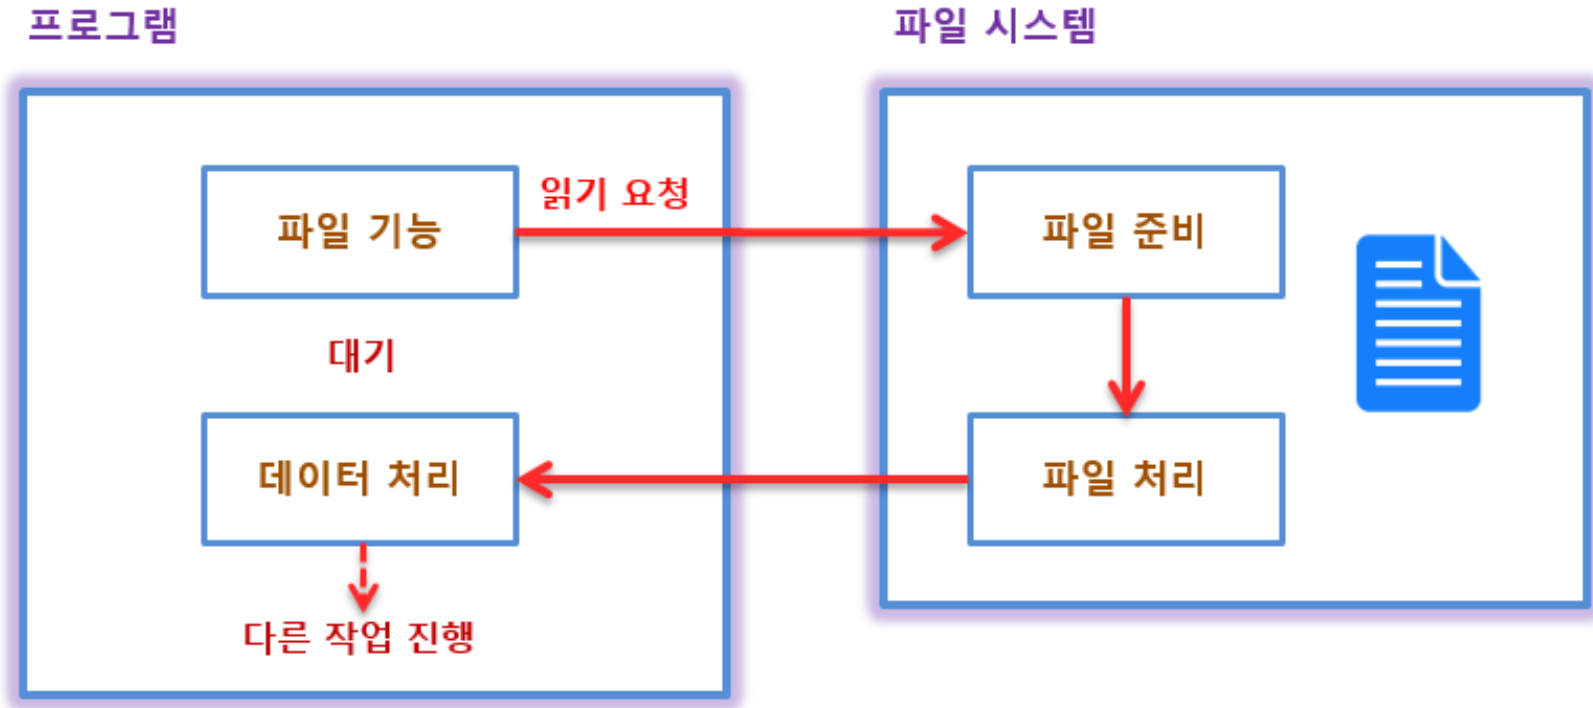 프로그램
파일 시스템
파일 기능
읽기 요청
파일 준비
대기
데이터 처리
파일 처리
다른 작업 진행